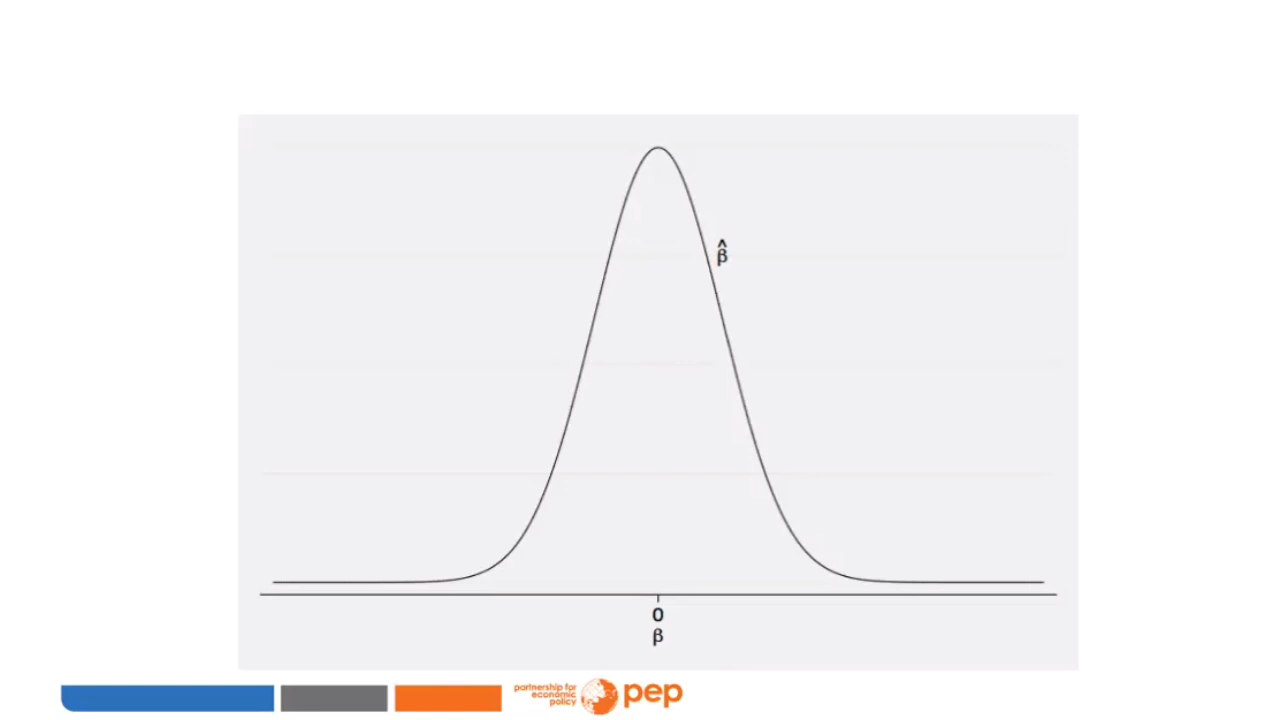 β̂
0
β
partnership for
economic
policy
pep